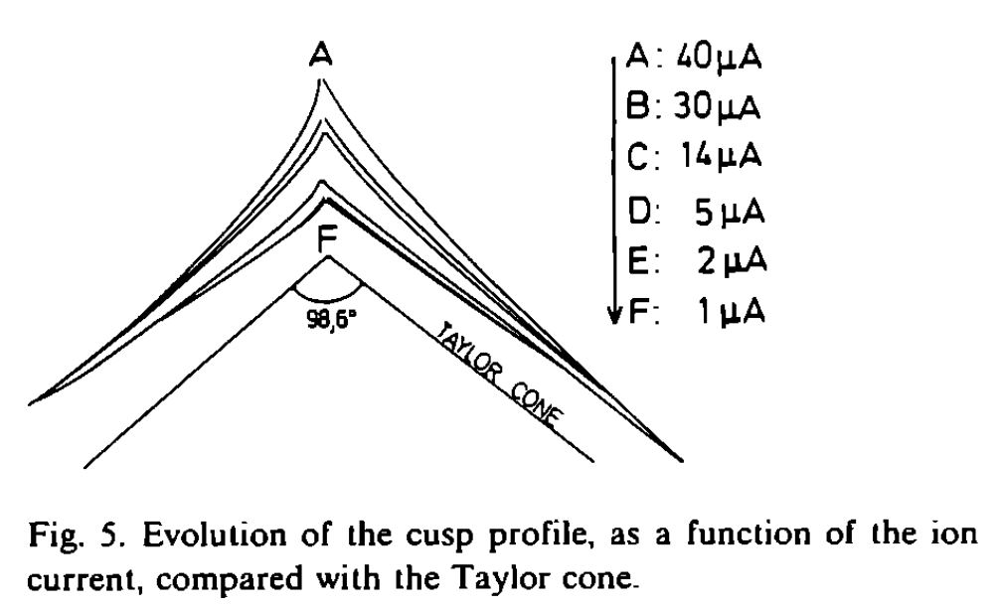 A
A: 40µA
B: 30µA
C: 14µA
D: 5µA
E: 2µA
F: 1µA
F
98,6°
TAYLOR CONE
Fig. 5. Evolution of the cusp profile, as a function of the ion
current, compared with the Taylor cone.